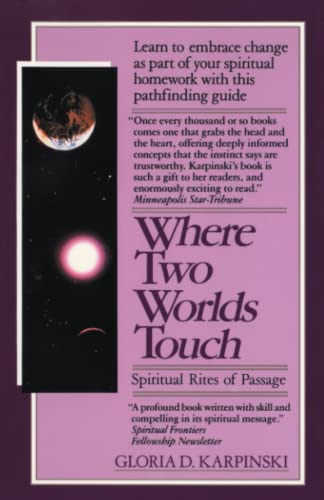 Learn to embrace change
as part of your spiritual
homework with this
pathfinding guide
"Once every thousand or so books
comes one that grabs the head and
the heart, offering deeply informed
concepts that the instinct says are
trustworthy. Karpinski's book is
such a gift to her readers, and
enormously exciting to read."
Minneapolis Star-Tribune
Where
Two
Worlds
Touch
Spiritual Rites of Passage
"A profound book written with skill and
compelling in its spiritual message."
Spiritual Frontiers
Fellowship Newsletter
GLORIA D. KARPINSKI